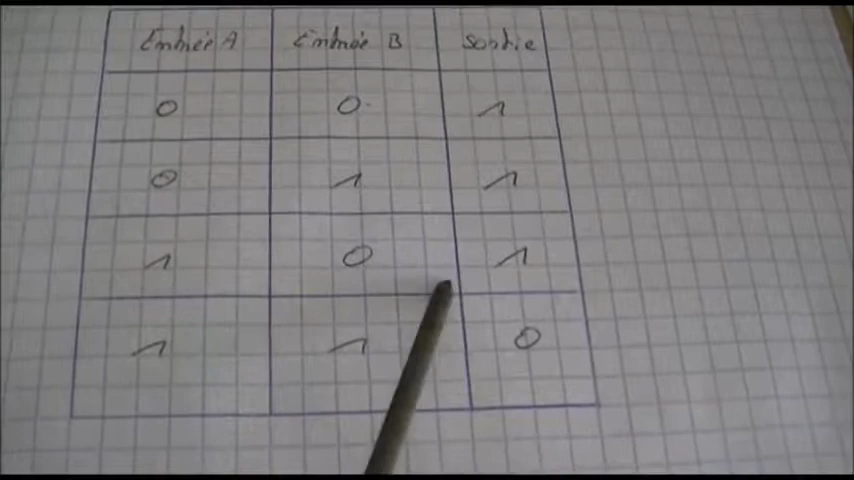 Entrée A Entrée B Sortie
0 0 1
0 1 1
1 0 1
1 1 0